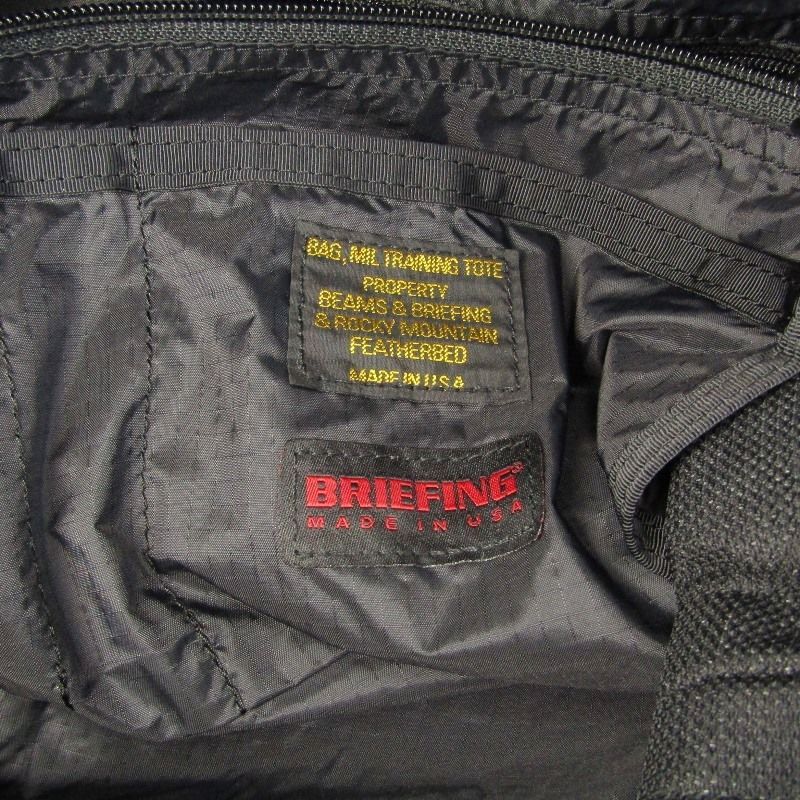 BAG, MIL TRAINING TOTE
PROPERTY
BEAMS & BRIEFING
& ROCKY MOUNTAIN
FEATHERBED
MADE IN U.S.A
BRIEFING
MADE IN USA